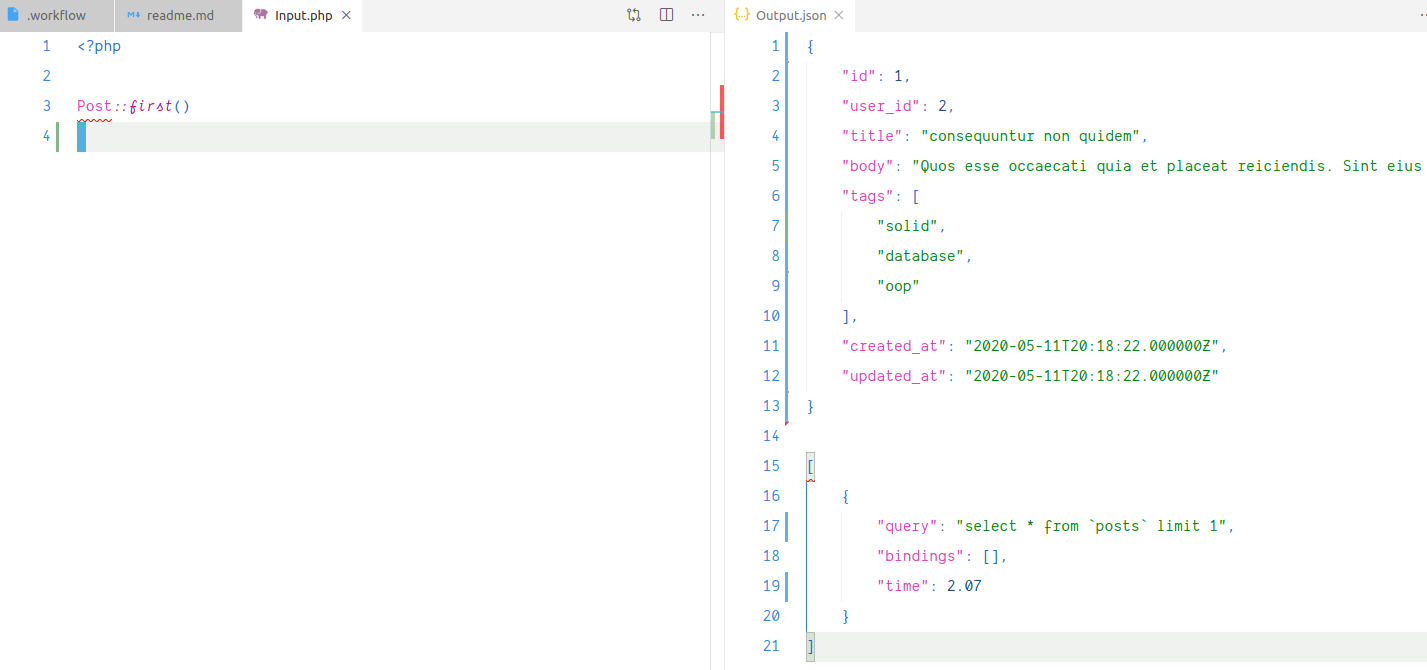 .workflow
readme.md
Input.php
Output.json
1 <?php
2
3 Post::first()
4
1 {
2 "id": 1,
3 "user_id": 2,
4 "title": "consequuntur non quidem",
5 "body": "Quos esse occaecati quia et placeat reiciendis. Sint eius
6 "tags": [
7 "solid",
8 "database",
9 "oop"
10 ],
11 "created_at": "2020-05-11T20:18:22.000000Z",
12 "updated_at": "2020-05-11T20:18:22.000000Z"
13 }
14
15 [
16 {
17 "query": "select * from `posts` limit 1",
18 "bindings": [],
19 "time": 2.07
20 }
21 ]